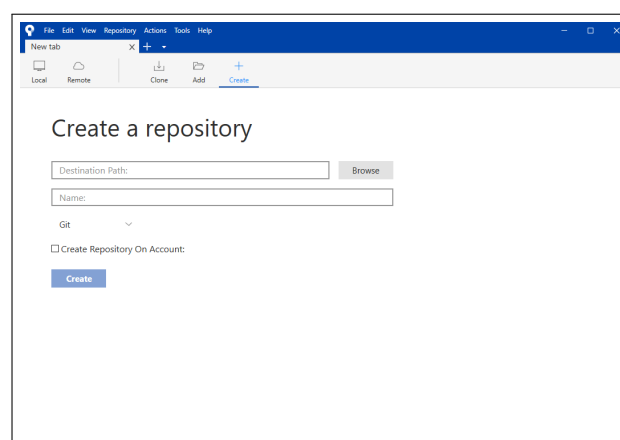 File Edit View Repository Actions Tools Help
New tab
Local Remote Clone Add Create
Create a repository
Destination Path: Browse
Name:
Git
Create Repository On Account:
Create